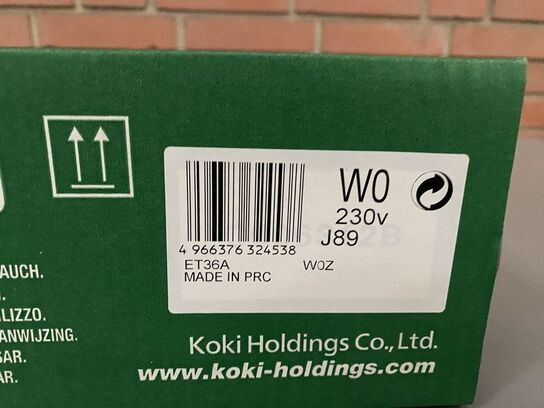 W0
230v
J89
4 966376 324538
ET36A W0Z
MADE IN PRC
AUCH.
LIZZO.
ANWIJZING.
SAR.
AR.
Koki Holdings Co., Ltd.
www.koki-holdings.com